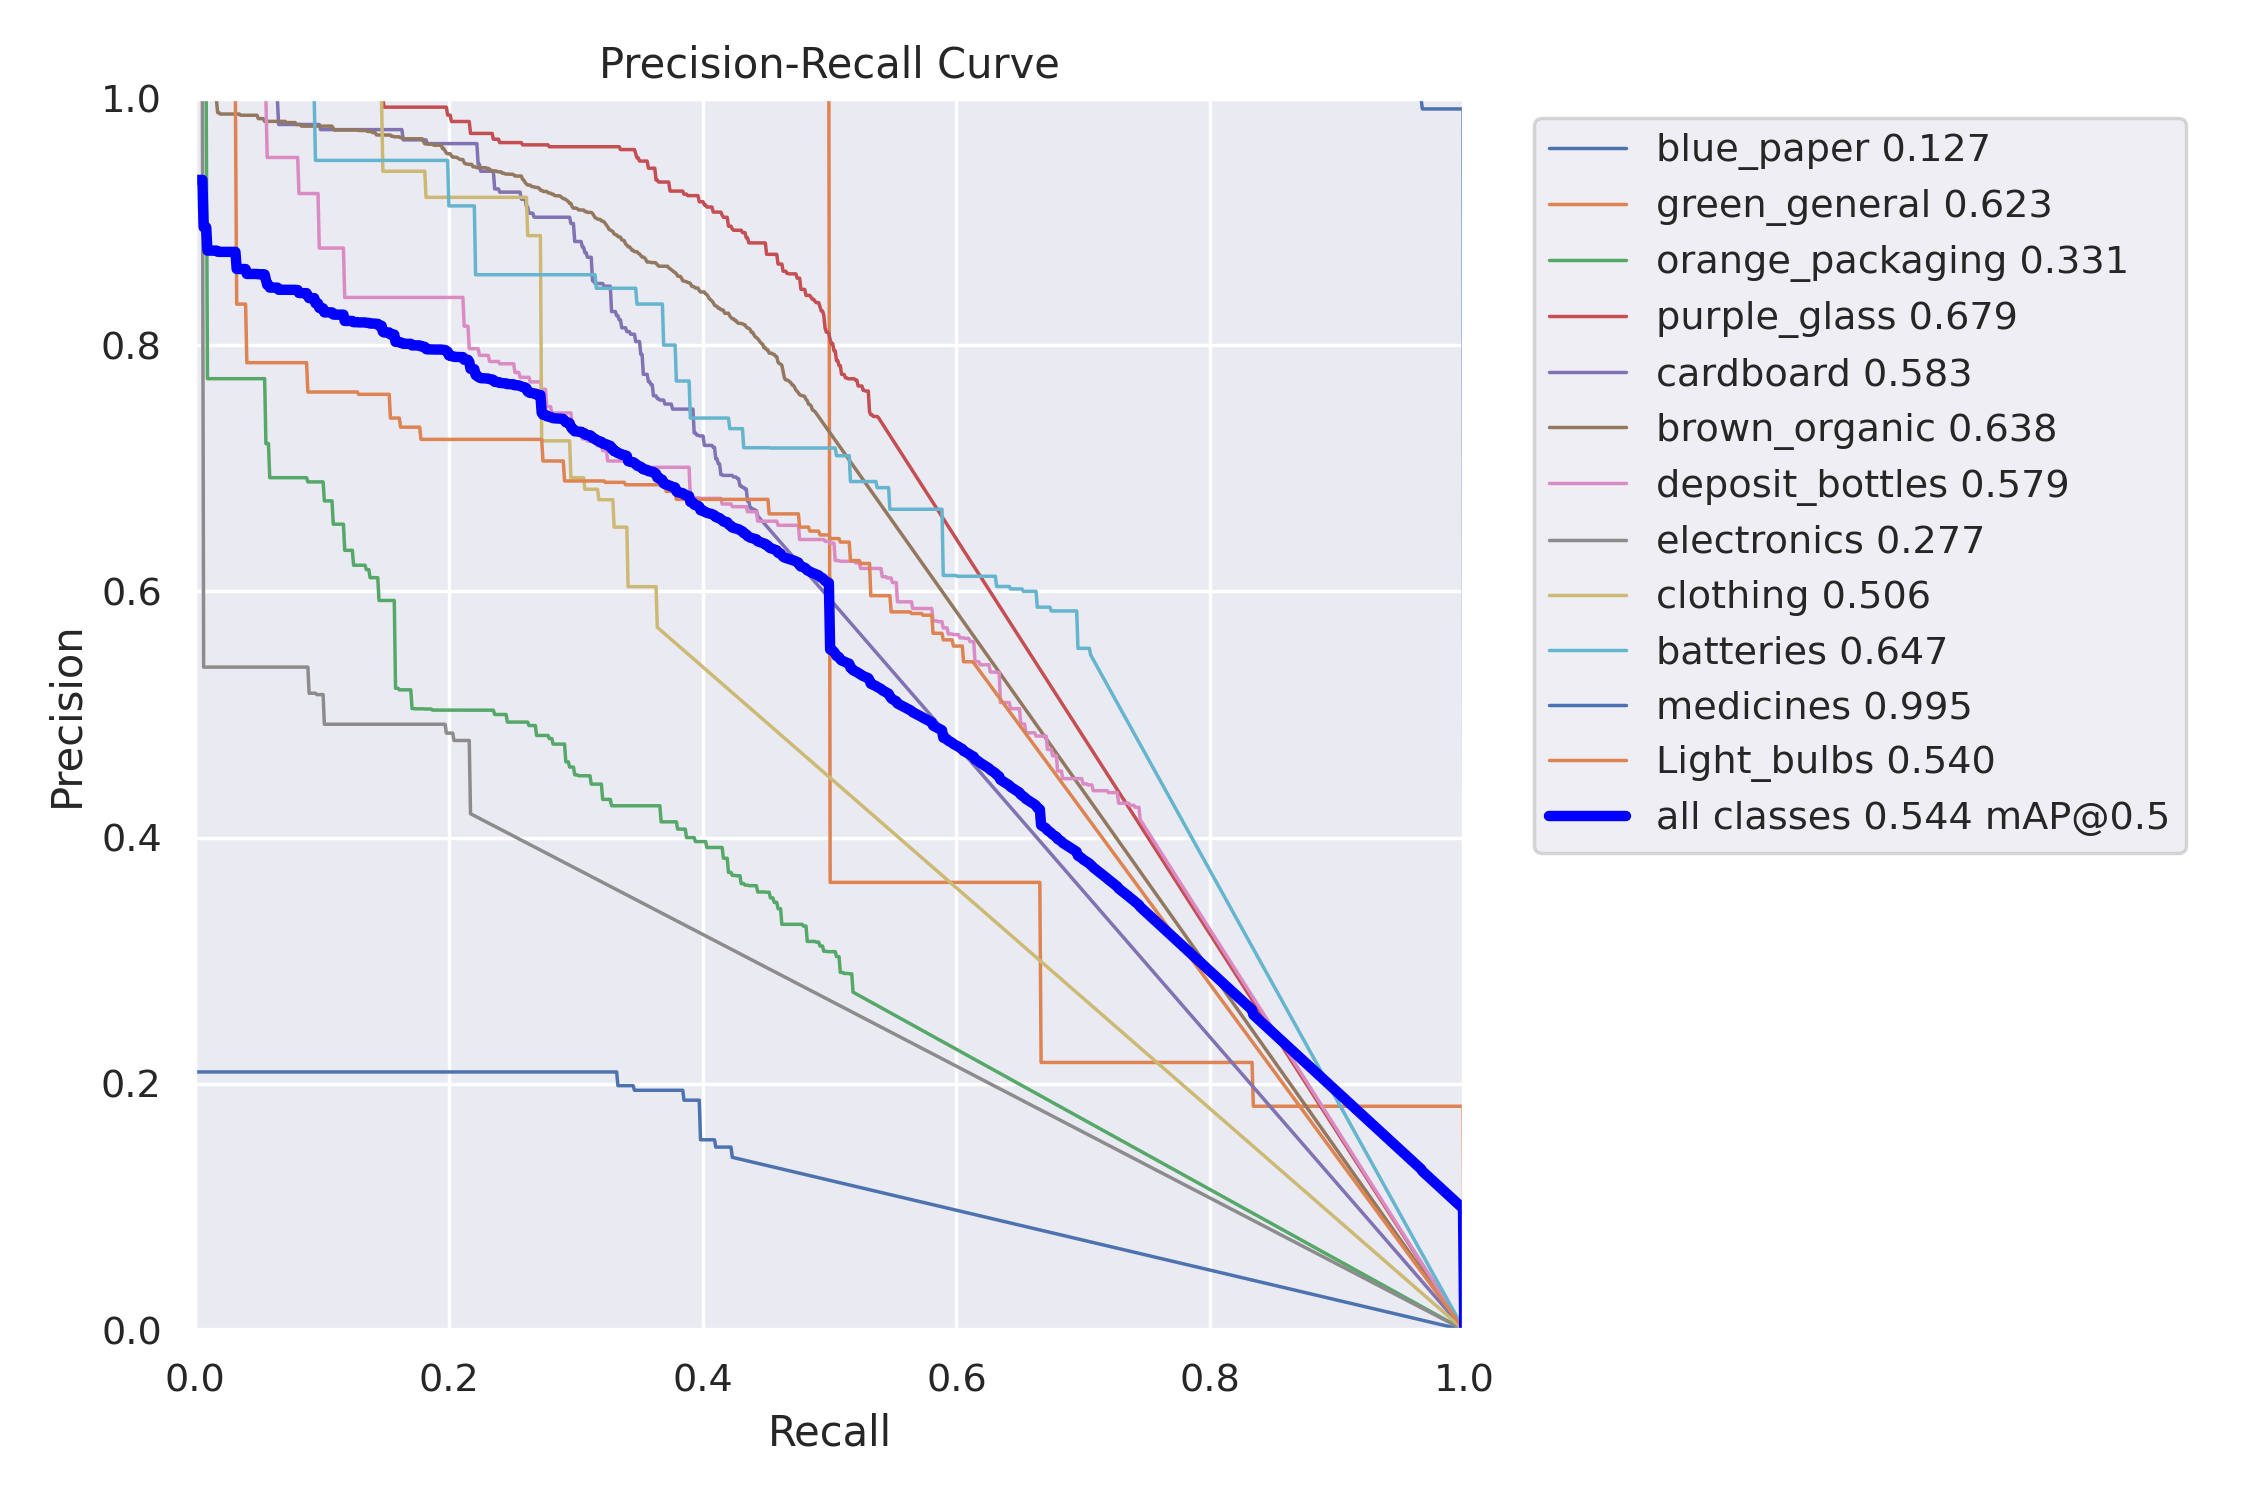 Precision-Recall Curve
1.0
0.8
0.6
0.4
0.2
0.0
Precision
0.0 0.2 0.4 0.6 0.8 1.0
Recall
blue_paper 0.127
green_general 0.623
orange_packaging 0.331
purple_glass 0.679
cardboard 0.583
brown_organic 0.638
deposit_bottles 0.579
electronics 0.277
clothing 0.506
batteries 0.647
medicines 0.995
Light_bulbs 0.540
all classes 0.544 mAP@0.5